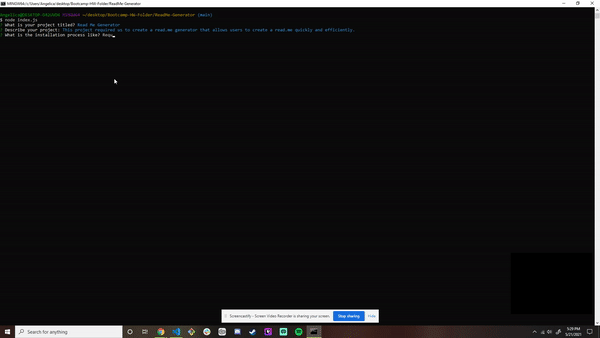 MINGW64:/c/Users/Angelica/desktop/Bootcamp-HW-Folder/ReadMe-Generator
MINGW64 ~/desktop/Bootcamp-HW-Folder/ReadMe-Generator (main)
$ node index.js
? What is your project titled? Read Me Generator
? Describe your project: This project required us to create a read.me generator that allows users to create a read.me quickly and efficiently.
? What is the installation process like? Requ
Screencastify - Screen Video Recorder is sharing your screen.
Stop sharing
Hide
Search for anything
5:29 PM
5/21/2021